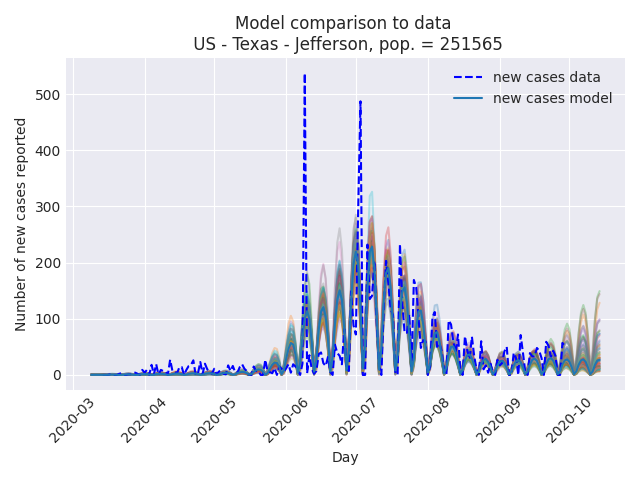 Model comparison to data
US - Texas - Jefferson, pop. = 251565
new cases data
new cases model
Number of new cases reported
500
400
300
200
100
0
2020-03
2020-04
2020-05
2020-06
2020-07
2020-08
2020-09
2020-10
Day